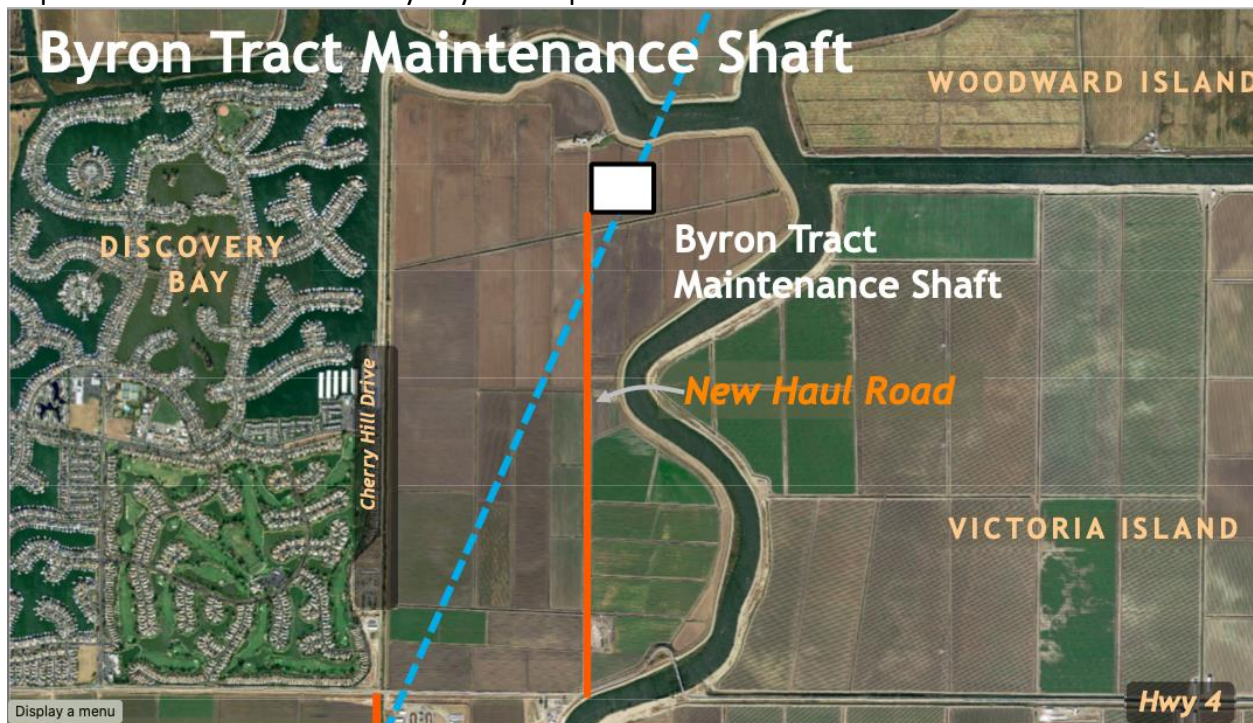 Byron Tract Maintenance Shaft
WOODWARD ISLAND
DISCOVERY
BAY
Byron Tract
Maintenance Shaft
Cherry Hill Drive
New Haul Road
VICTORIA ISLAND
Display a menu
Hwy 4